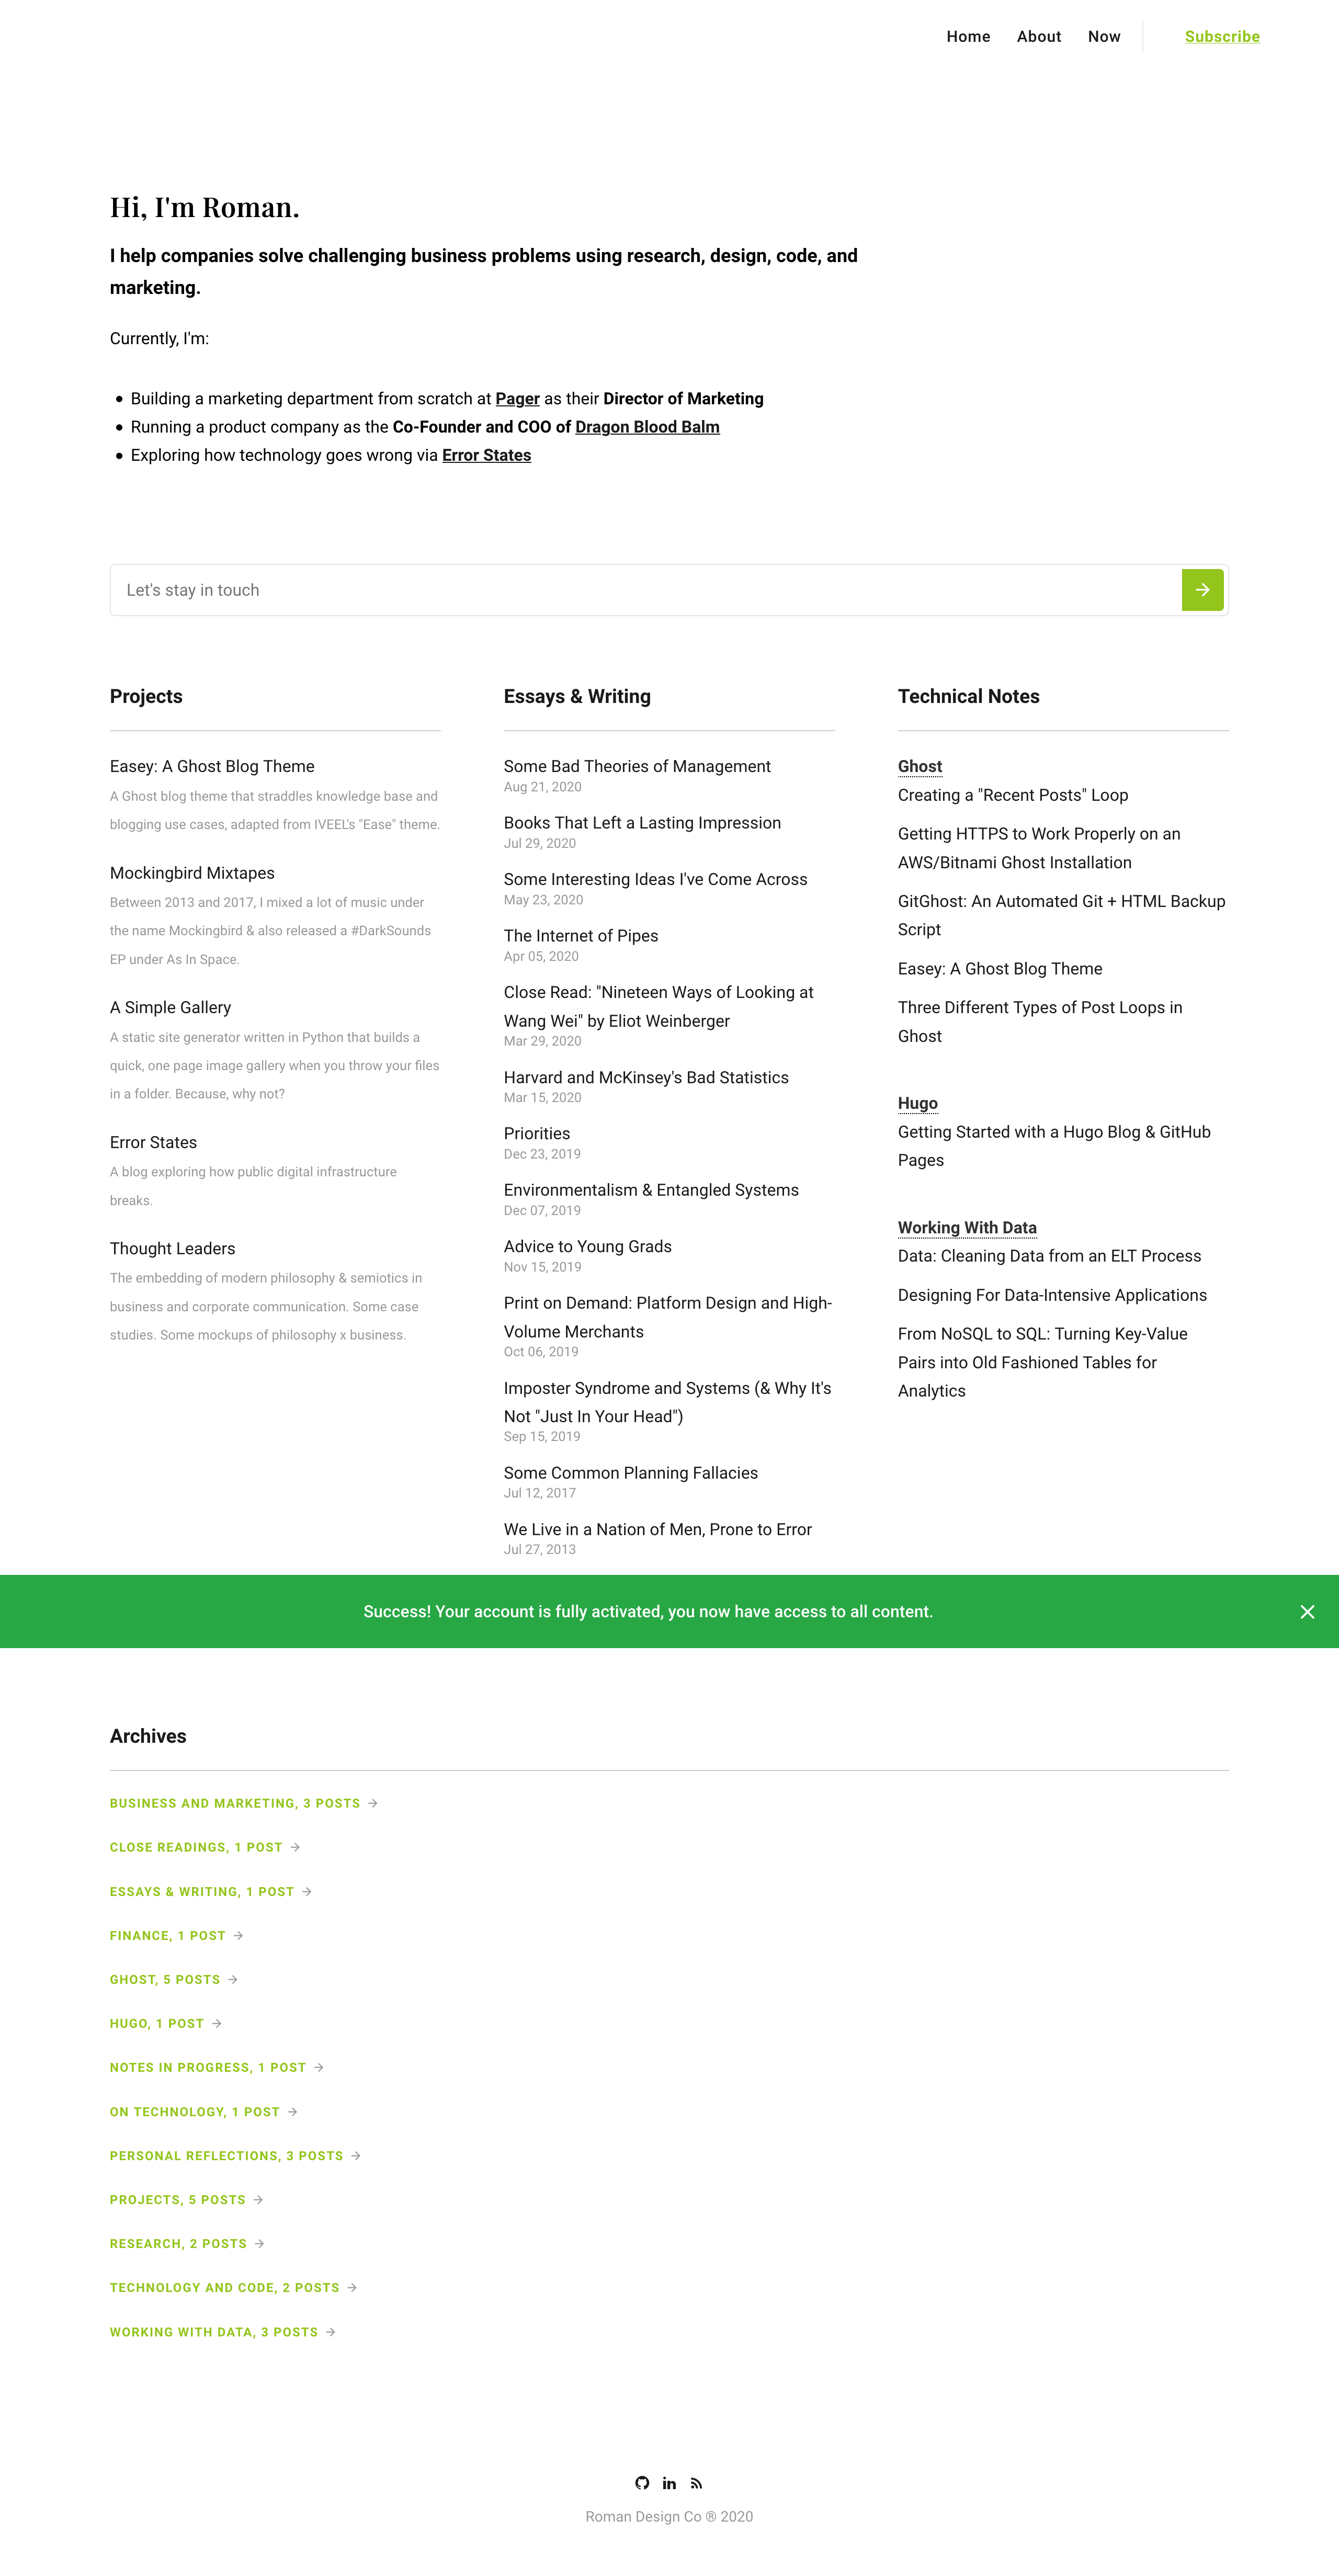 Home About Now Subscribe
Hi, I'm Roman.
I help companies solve challenging business problems using research, design, code, and
marketing.
Currently, I'm:
Building a marketing department from scratch at Pager as their Director of Marketing
Running a product company as the Co-Founder and COO of Dragon Blood Balm
Exploring how technology goes wrong via Error States
Let's stay in touch
Projects
Easey: A Ghost Blog Theme
A Ghost blog theme that straddles knowledge base and
blogging use cases, adapted from IVEEL's "Ease" theme.
Mockingbird Mixtapes
Between 2013 and 2017, I mixed a lot of music under
the name Mockingbird & also released a #DarkSounds
EP under As In Space.
A Simple Gallery
A static site generator written in Python that builds a
quick, one page image gallery when you throw your files
in a folder. Because, why not?
Error States
A blog exploring how public digital infrastructure
breaks.
Thought Leaders
The embedding of modern philosophy & semiotics in
business and corporate communication. Some case
studies. Some mockups of philosophy x business.
Essays & Writing
Some Bad Theories of Management
Aug 21, 2020
Books That Left a Lasting Impression
Jul 29, 2020
Some Interesting Ideas I've Come Across
May 23, 2020
The Internet of Pipes
Apr 05, 2020
Close Read: "Nineteen Ways of Looking at
Wang Wei" by Eliot Weinberger
Mar 29, 2020
Harvard and McKinsey's Bad Statistics
Mar 15, 2020
Priorities
Dec 23, 2019
Environmentalism & Entangled Systems
Dec 07, 2019
Advice to Young Grads
Nov 15, 2019
Print on Demand: Platform Design and High-
Volume Merchants
Oct 06, 2019
Imposter Syndrome and Systems (& Why It's
Not "Just In Your Head")
Sep 15, 2019
Some Common Planning Fallacies
Jul 12, 2017
We Live in a Nation of Men, Prone to Error
Jul 27, 2013
Technical Notes
Ghost
Creating a "Recent Posts" Loop
Getting HTTPS to Work Properly on an
AWS/Bitnami Ghost Installation
GitGhost: An Automated Git + HTML Backup
Script
Easey: A Ghost Blog Theme
Three Different Types of Post Loops in
Ghost
Hugo
Getting Started with a Hugo Blog & GitHub
Pages
Working With Data
Data: Cleaning Data from an ELT Process
Designing For Data-Intensive Applications
From NoSQL to SQL: Turning Key-Value
Pairs into Old Fashioned Tables for
Analytics
Success! Your account is fully activated, you now have access to all content.
Archives
BUSINESS AND MARKETING, 3 POSTS
CLOSE READINGS, 1 POST
ESSAYS & WRITING, 1 POST
FINANCE, 1 POST
GHOST, 5 POSTS
HUGO, 1 POST
NOTES IN PROGRESS, 1 POST
ON TECHNOLOGY, 1 POST
PERSONAL REFLECTIONS, 3 POSTS
PROJECTS, 5 POSTS
RESEARCH, 2 POSTS
TECHNOLOGY AND CODE, 2 POSTS
WORKING WITH DATA, 3 POSTS
Roman Design Co ® 2020